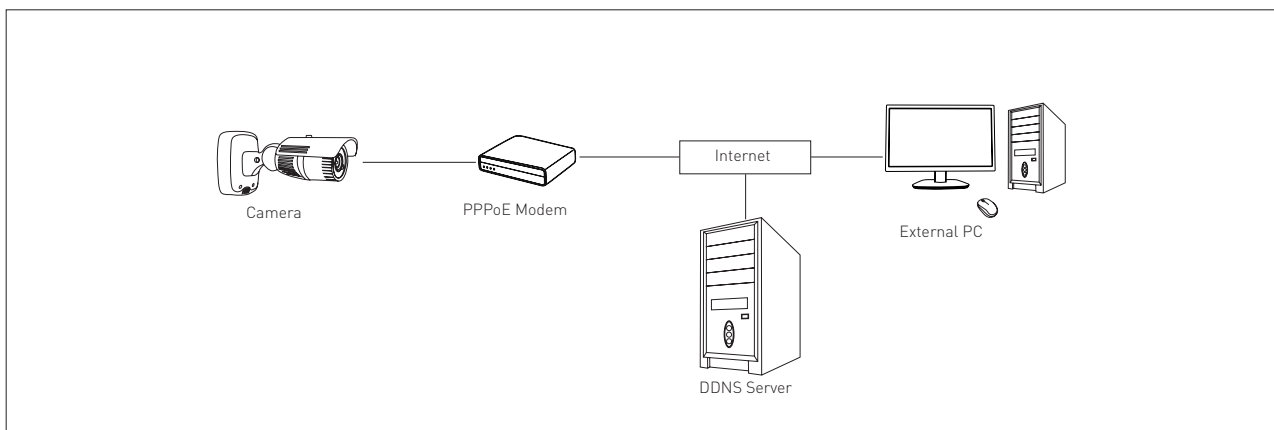 Camera
PPPoE Modem
Internet
External PC
DDNS Server